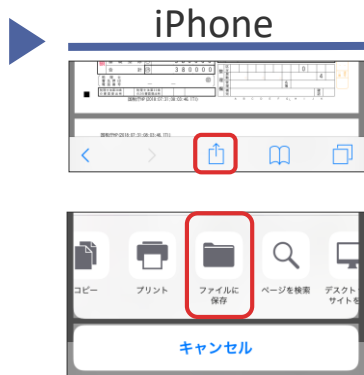 iPhone
380000
コピー
プリント
ファイルに
保存
ページを検索
デスクト
サイトを
キャンセル